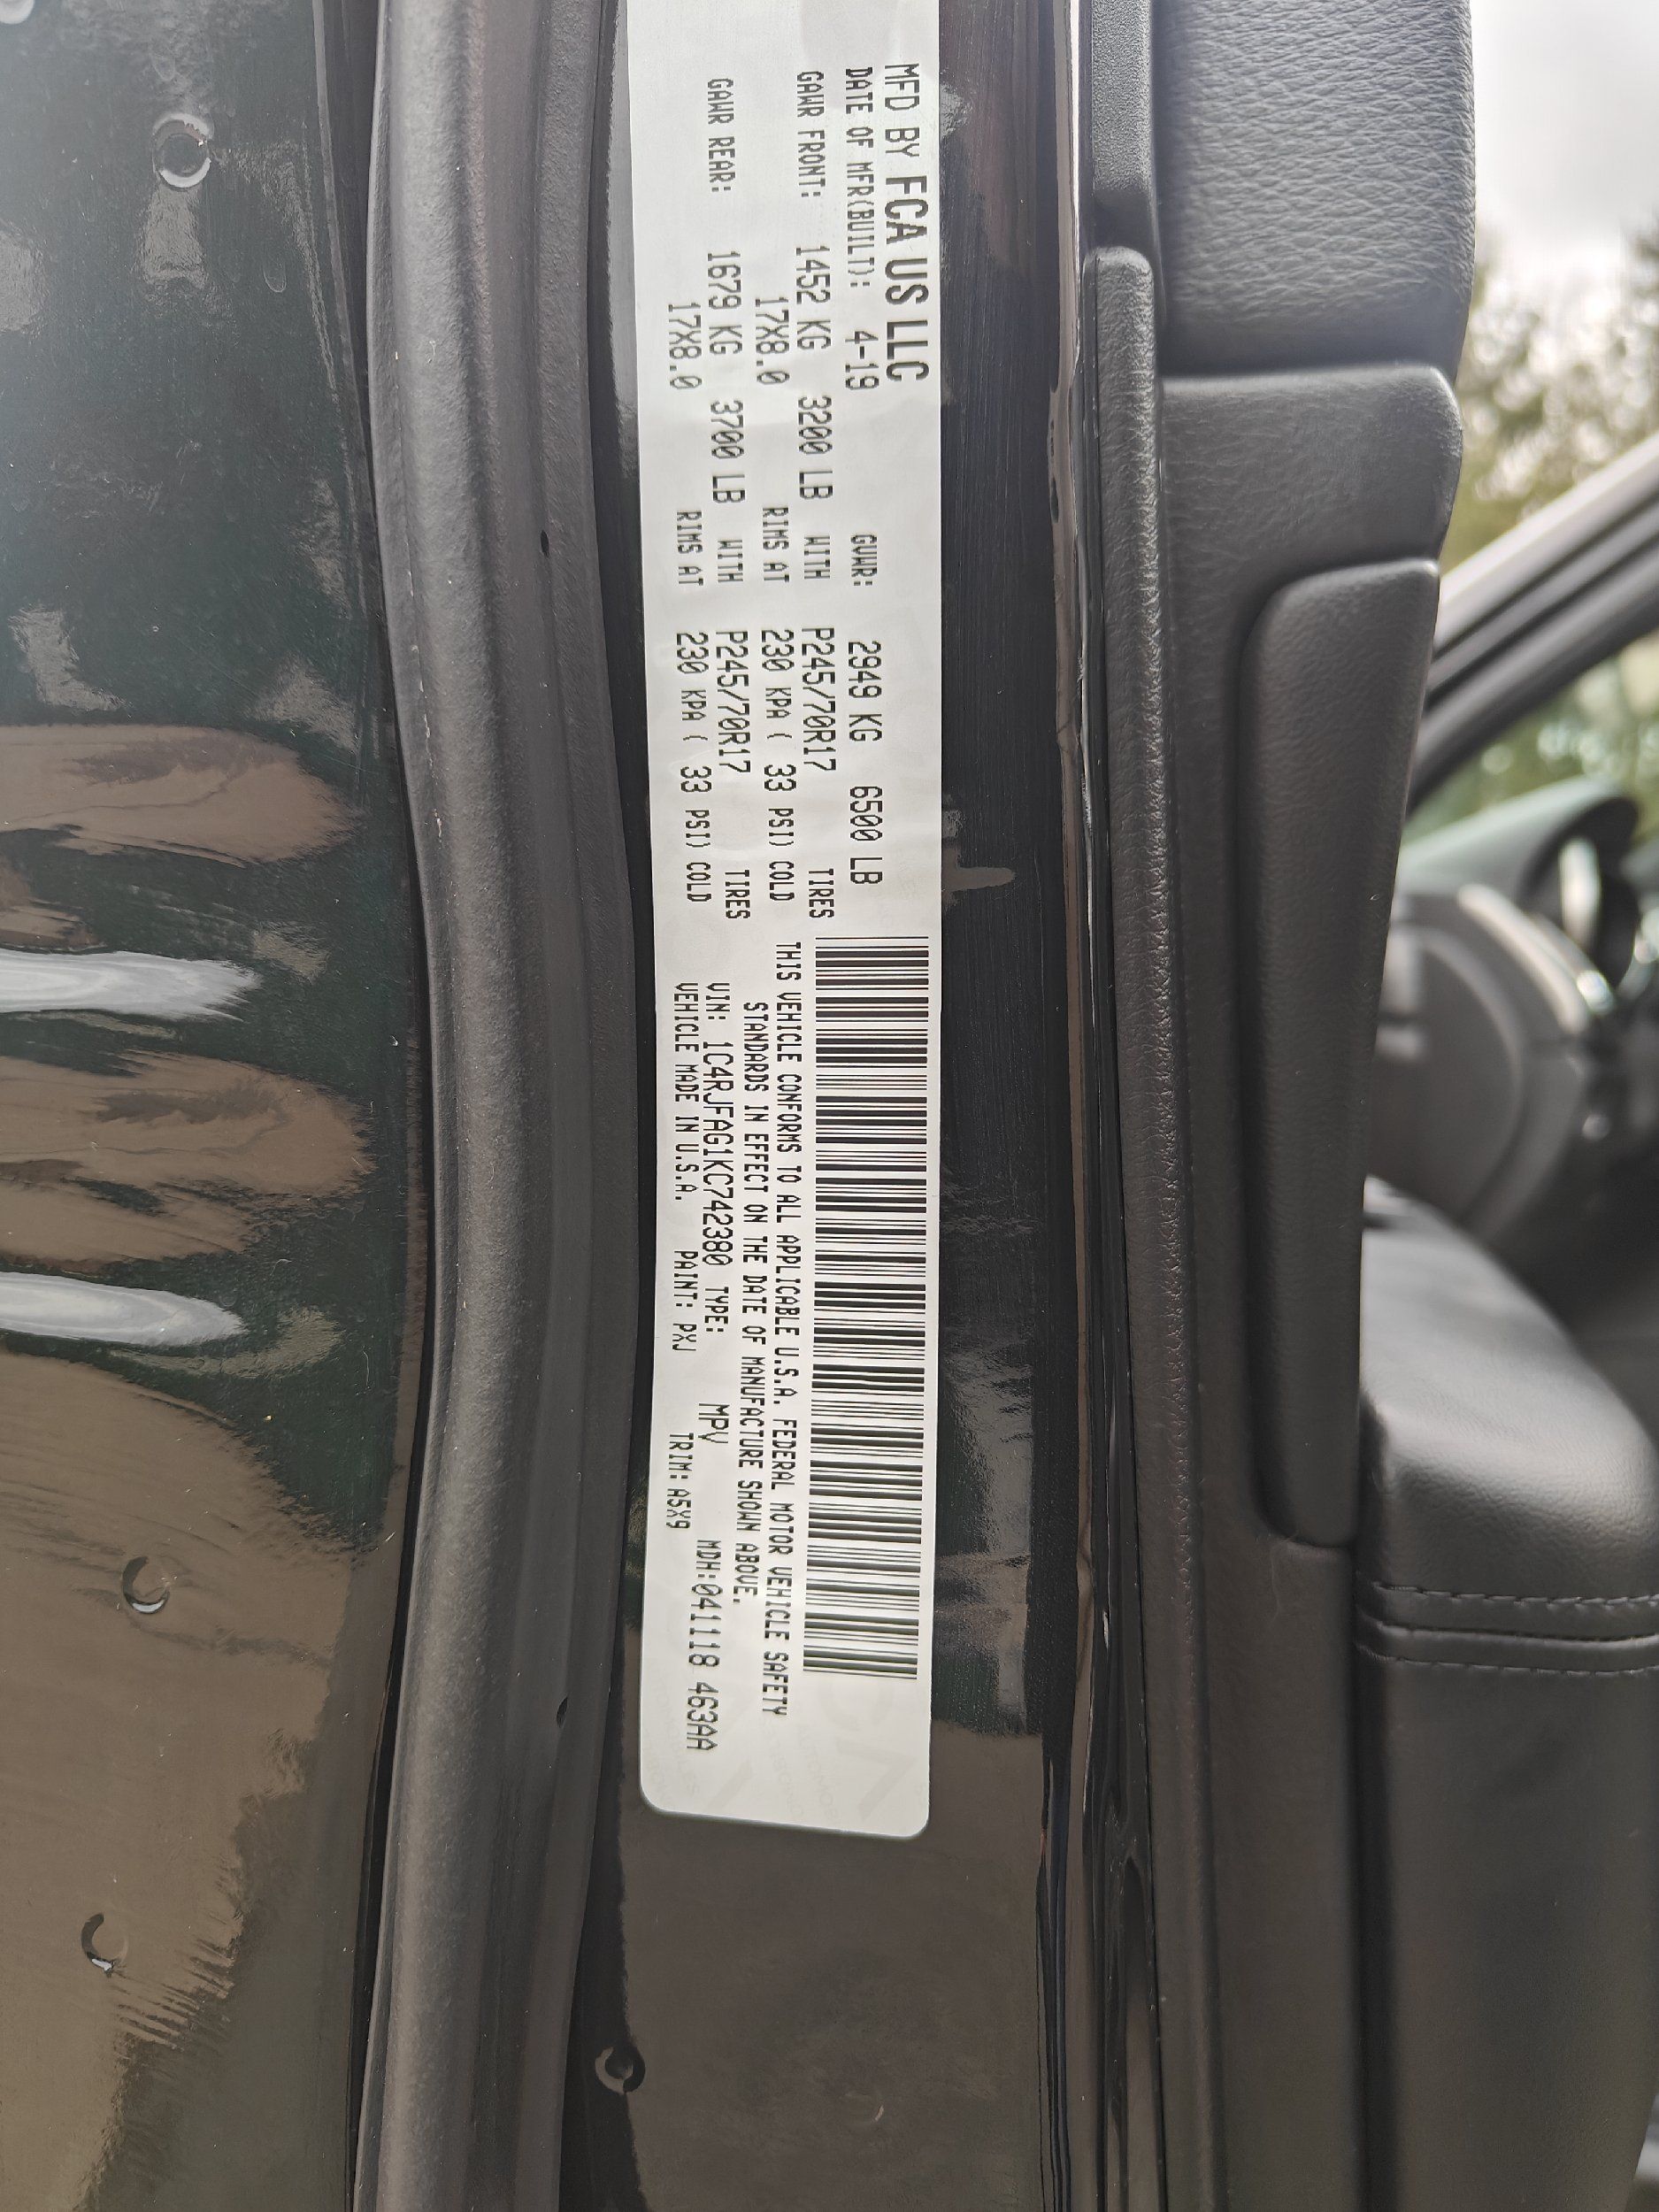 MFD BY FCA US LLC
DATE OF MFR(BUILT): 4-19 GVWR: 2949 KG 6500 LB
GAWR FRONT: 1452 KG 3200 LB WITH P245/70R17 TIRES
17X8.0 RIMS AT 230 KPA ( 33 PSI) COLD
GAWR REAR: 1679 KG 3700 LB WITH P245/70R17 TIRES
17X8.0 RIMS AT 230 KPA ( 33 PSI) COLD
THIS VEHICLE CONFORMS TO ALL APPLICABLE U.S.A. FEDERAL MOTOR VEHICLE SAFETY
STANDARDS IN EFFECT ON THE DATE OF MANUFACTURE SHOWN ABOVE.
VIN: 1C4RJFAG1KC742380 TYPE: MPV MDH:041118 463AA
VEHICLE MADE IN U.S.A. PAINT: PXJ TRIM: A5X9